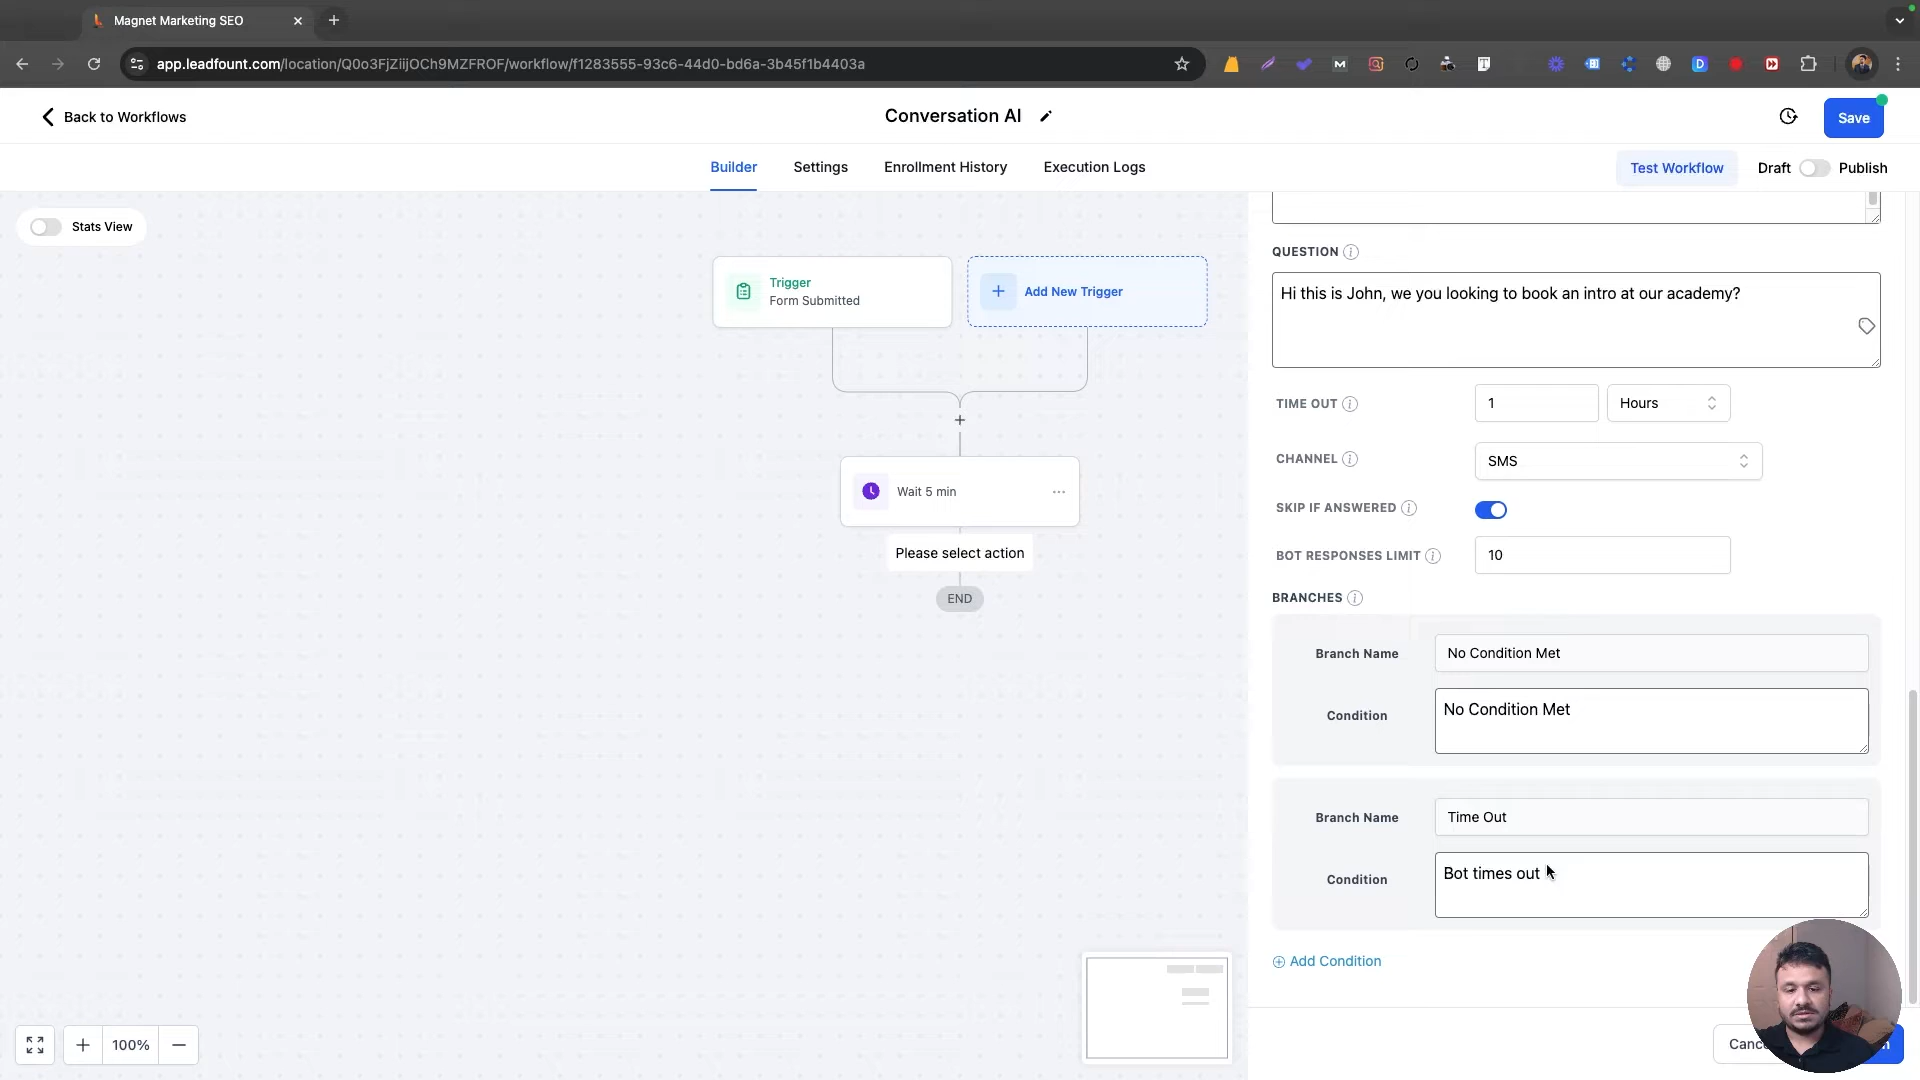 Magnet Marketing SEO
app.leadfount.com/location/Q0o3FjZiijOCh9MZFROF/workflow/f1283555-93c6-44d0-bd6a-3b45f1b4403a
Back to Workflows
Conversation AI
Save
Builder
Settings
Enrollment History
Execution Logs
Test Workflow
Draft
Publish
Stats View
Trigger
Form Submitted
Add New Trigger
Wait 5 min
Please select action
END
100%
QUESTION
Hi this is John, we you looking to book an intro at our academy?
TIME OUT
1
Hours
CHANNEL
SMS
SKIP IF ANSWERED
BOT RESPONSES LIMIT
10
BRANCHES
Branch Name
No Condition Met
Condition
No Condition Met
Branch Name
Time Out
Condition
Bot times out
Add Condition